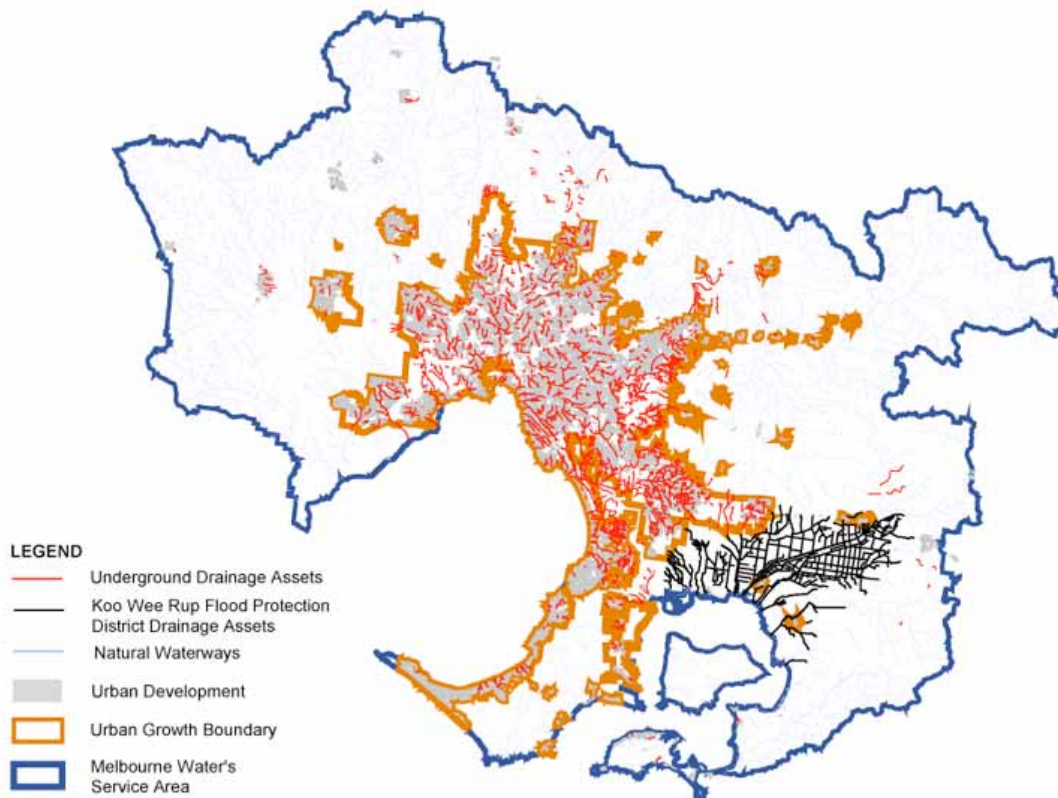 LEGEND
Underground Drainage Assets
Koo Wee Rup Flood Protection
District Drainage Assets
Natural Waterways
Urban Development
Urban Growth Boundary
Melbourne Water's
Service Area